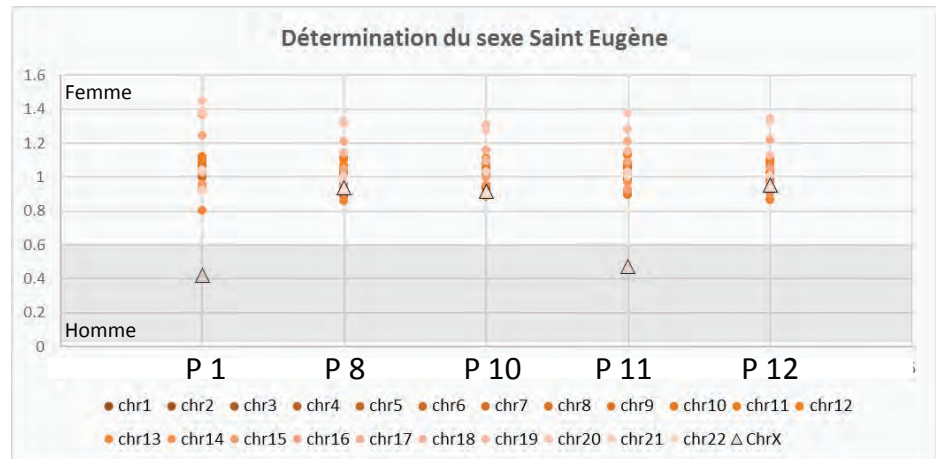 Détermination du sexe Saint Eugène
1.6
Femme
1.4
1.2
1
0.8
0.6
0.4
0.2
Homme
0
P 1 P 8 P 10 P 11 P 12
chr1 chr2 chr3 chr4 chr5 chr6 chr7 chr8 chr9 chr10 chr11 chr12
chr13 chr14 chr15 chr16 chr17 chr18 chr19 chr20 chr21 chr22 ChrX